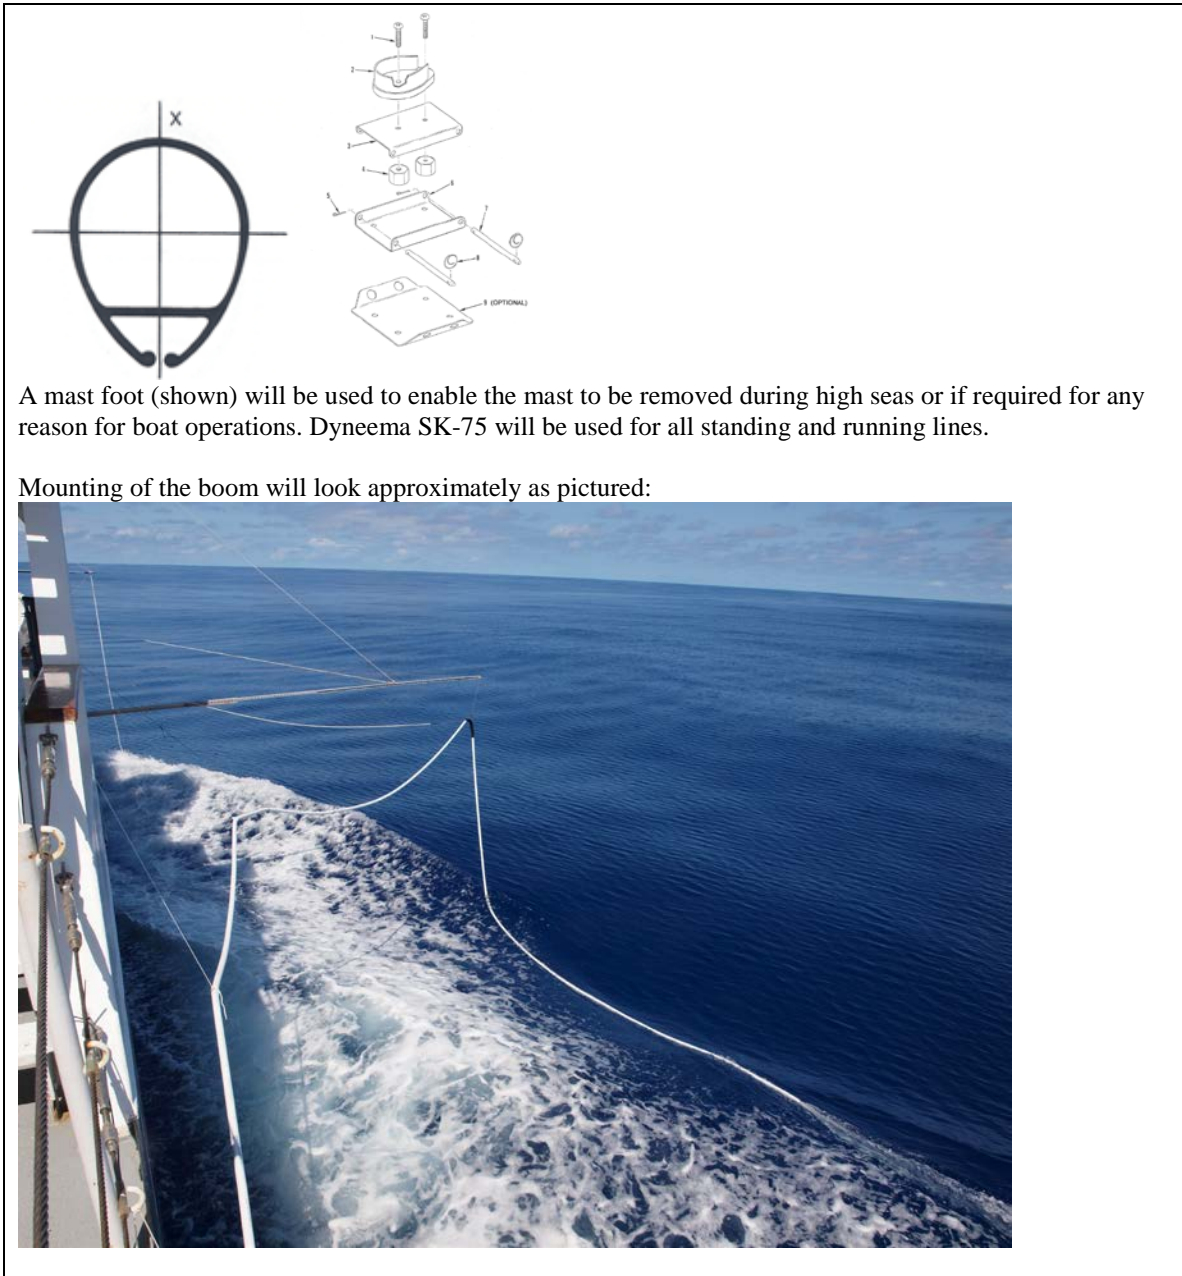 X
1
2
3
4
5
6
7
8
9 (OPTIONAL)
A mast foot (shown) will be used to enable the mast to be removed during high seas or if required for any
reason for boat operations. Dyneema SK-75 will be used for all standing and running lines.
Mounting of the boom will look approximately as pictured: